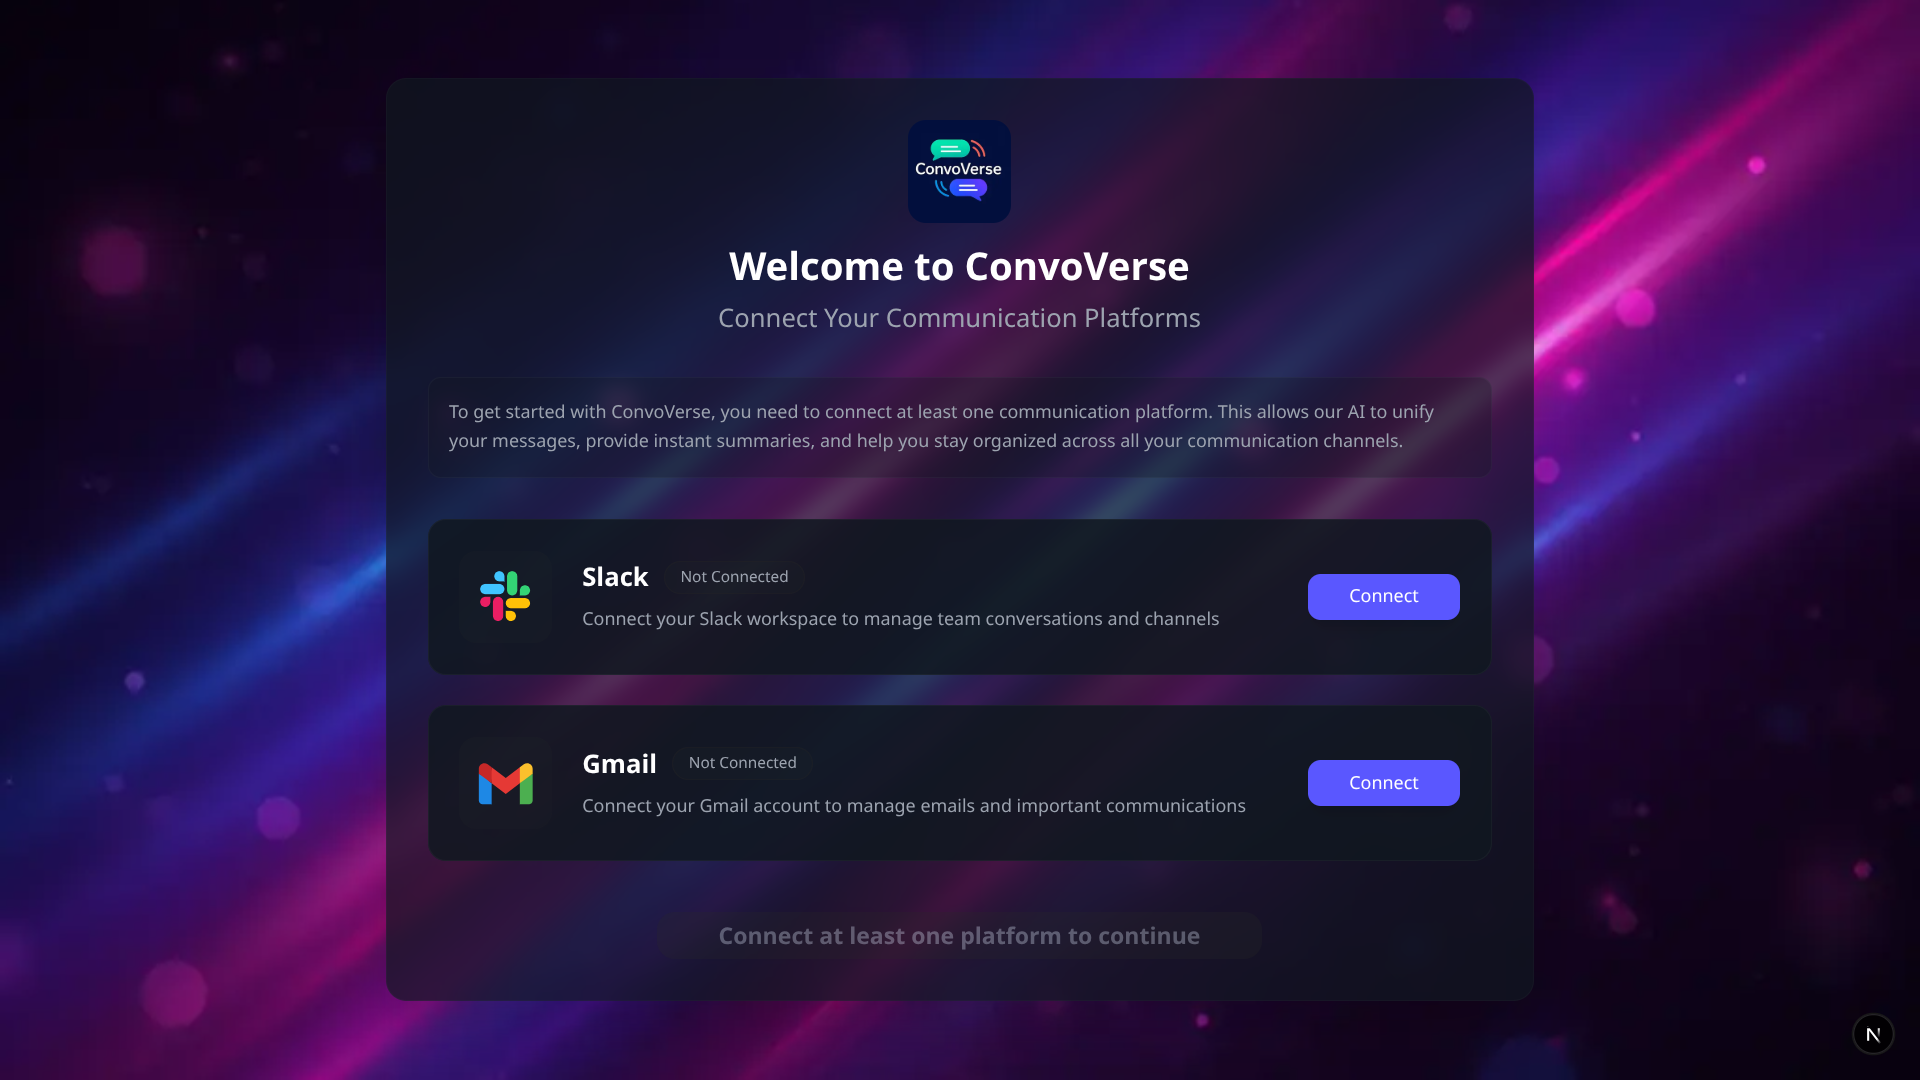 ConvoVerse
Welcome to ConvoVerse
Connect Your Communication Platforms
To get started with ConvoVerse, you need to connect at least one communication platform. This allows our AI to unify
your messages, provide instant summaries, and help you stay organized across all your communication channels.
Slack Not Connected
Connect your Slack workspace to manage team conversations and channels
Connect
Gmail Not Connected
Connect your Gmail account to manage emails and important communications
Connect
Connect at least one platform to continue
N